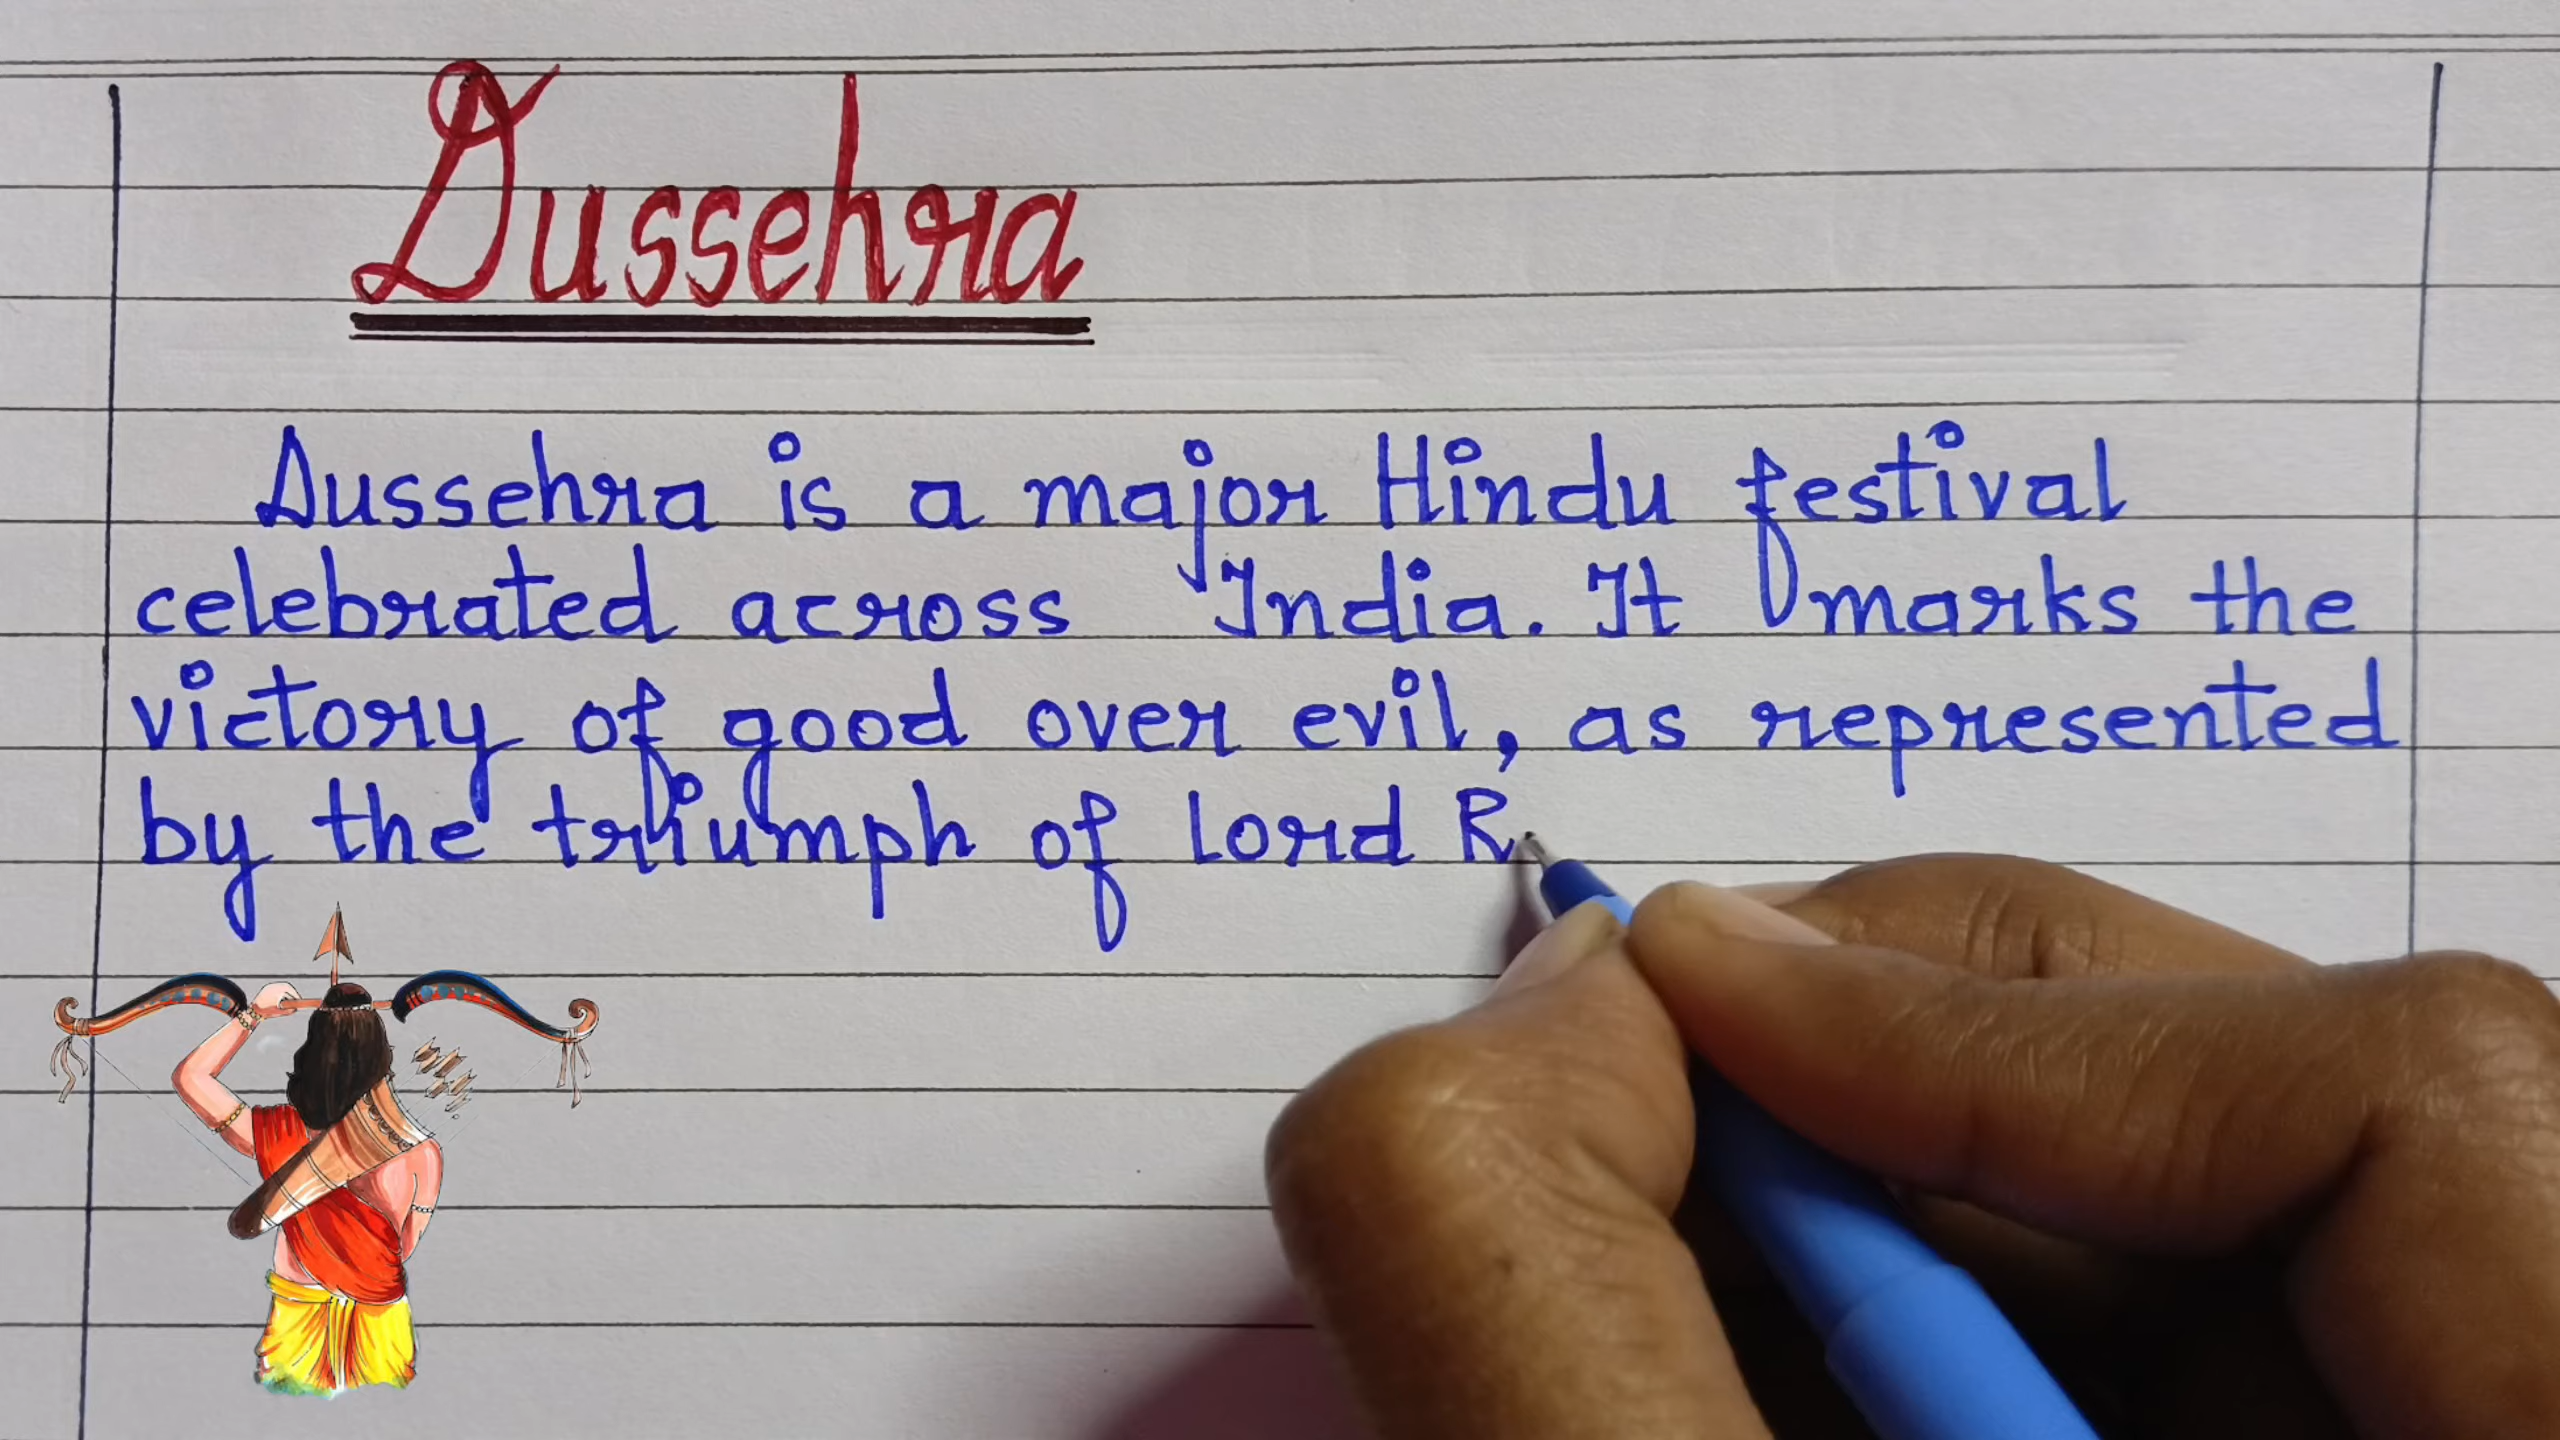 Dussehra
Dussehra is a major Hindu festival
celebrated across India. It marks the
victory of good over evil, as represented
by the triumph of lord R